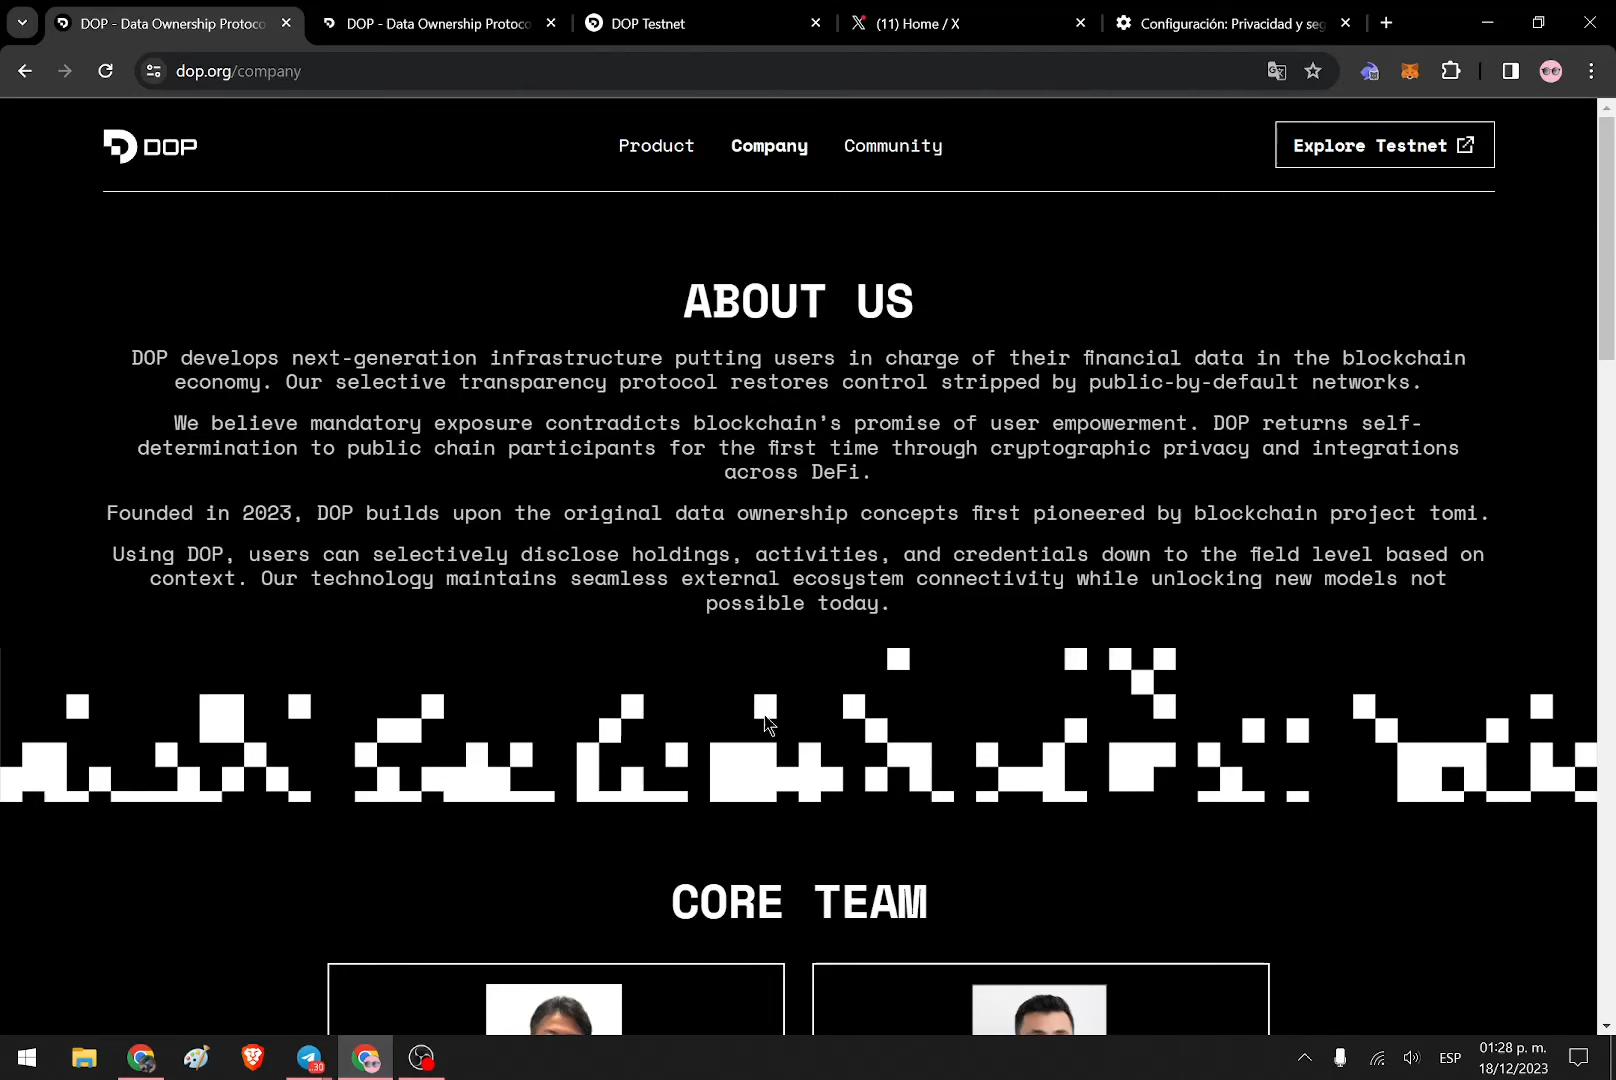 DOP - Data Ownership Protoco
DOP - Data Ownership Protoco
DOP Testnet
(11) Home / X
Configuración: Privacidad y seg
dop.org/company
DOP
Product
Company
Community
Explore Testnet
ABOUT US
DOP develops next-generation infrastructure putting users in charge of their financial data in the blockchain
economy. Our selective transparency protocol restores control stripped by public-by-default networks.
We believe mandatory exposure contradicts blockchain's promise of user empowerment. DOP returns self-
determination to public chain participants for the first time through cryptographic privacy and integrations
across DeFi.
Founded in 2023, DOP builds upon the original data ownership concepts first pioneered by blockchain project tomi.
Using DOP, users can selectively disclose holdings, activities, and credentials down to the field level based on
context. Our technology maintains seamless external ecosystem connectivity while unlocking new models not
possible today.
CORE TEAM
30
ESP
01:28 p. m.
18/12/2023